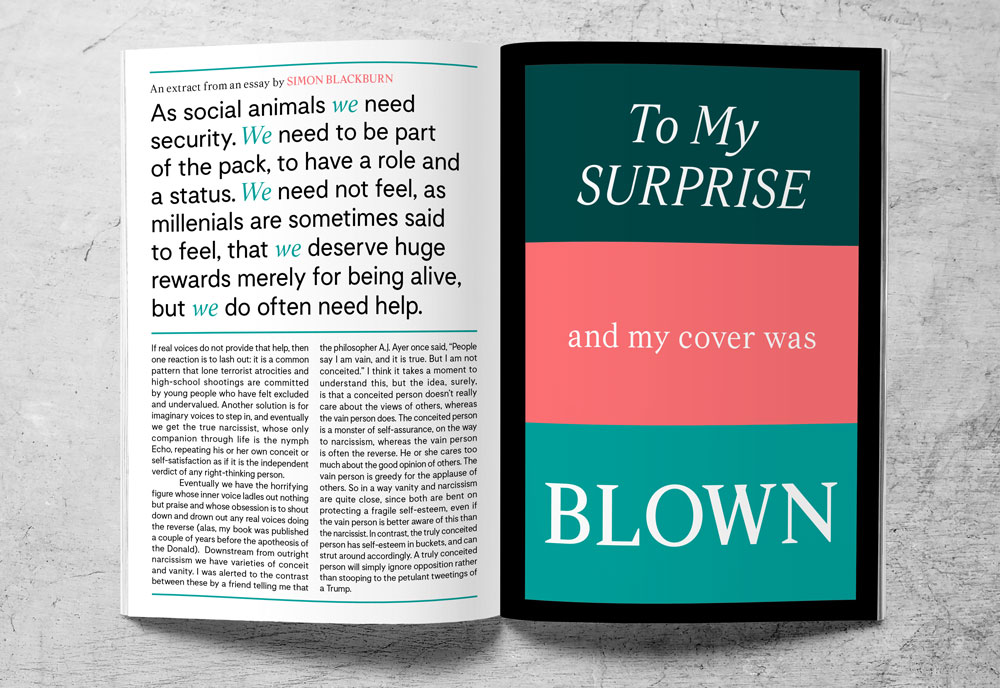 An extract from an essay by SIMON BLACKBURN
As social animals we need
security. We need to be part
of the pack, to have a role and
a status. We need not feel, as
millenials are sometimes said
to feel, that we deserve huge
rewards merely for being alive,
but we do often need help.
If real voices do not provide that help, then
one reaction is to lash out: it is a common
pattern that lone terrorist atrocities and
high-school shootings are committed
by young people who have felt excluded
and undervalued. Another solution is for
imaginary voices to step in, and eventually
we get the true narcissist, whose only
companion through life is the nymph
Echo, repeating his or her own conceit or
self-satisfaction as if it is the independent
verdict of any right-thinking person.
Eventually we have the horrifying
figure whose inner voice ladles out nothing
but praise and whose obsession is to shout
down and drown out any real voices doing
the reverse (alas, my book was published
a couple of years before the apotheosis of
the Donald). Downstream from outright
narcissism we have varieties of conceit
and vanity. I was alerted to the contrast
between these by a friend telling me that
the philosopher A.J. Ayer once said, “People
say I am vain, and it is true. But I am not
conceited.” I think it takes a moment to
understand this, but the idea, surely,
is that a conceited person doesn't really
care about the views of others, whereas
the vain person does. The conceited person
is a monster of self-assurance, on the way
to narcissism, whereas the vain person
is often the reverse. He or she cares too
much about the good opinion of others. The
vain person is greedy for the applause of
others. So in a way vanity and narcissism
are quite close, since both are bent on
protecting a fragile self-esteem, even if
the vain person is better aware of this than
the narcissist. In contrast, the truly conceited
person has self-esteem in buckets, and can
strut around accordingly. A truly conceited
person will simply ignore opposition rather
than stooping to the petulant tweetings of
a Trump.
To My
SURPRISE
and my cover was
BLOWN